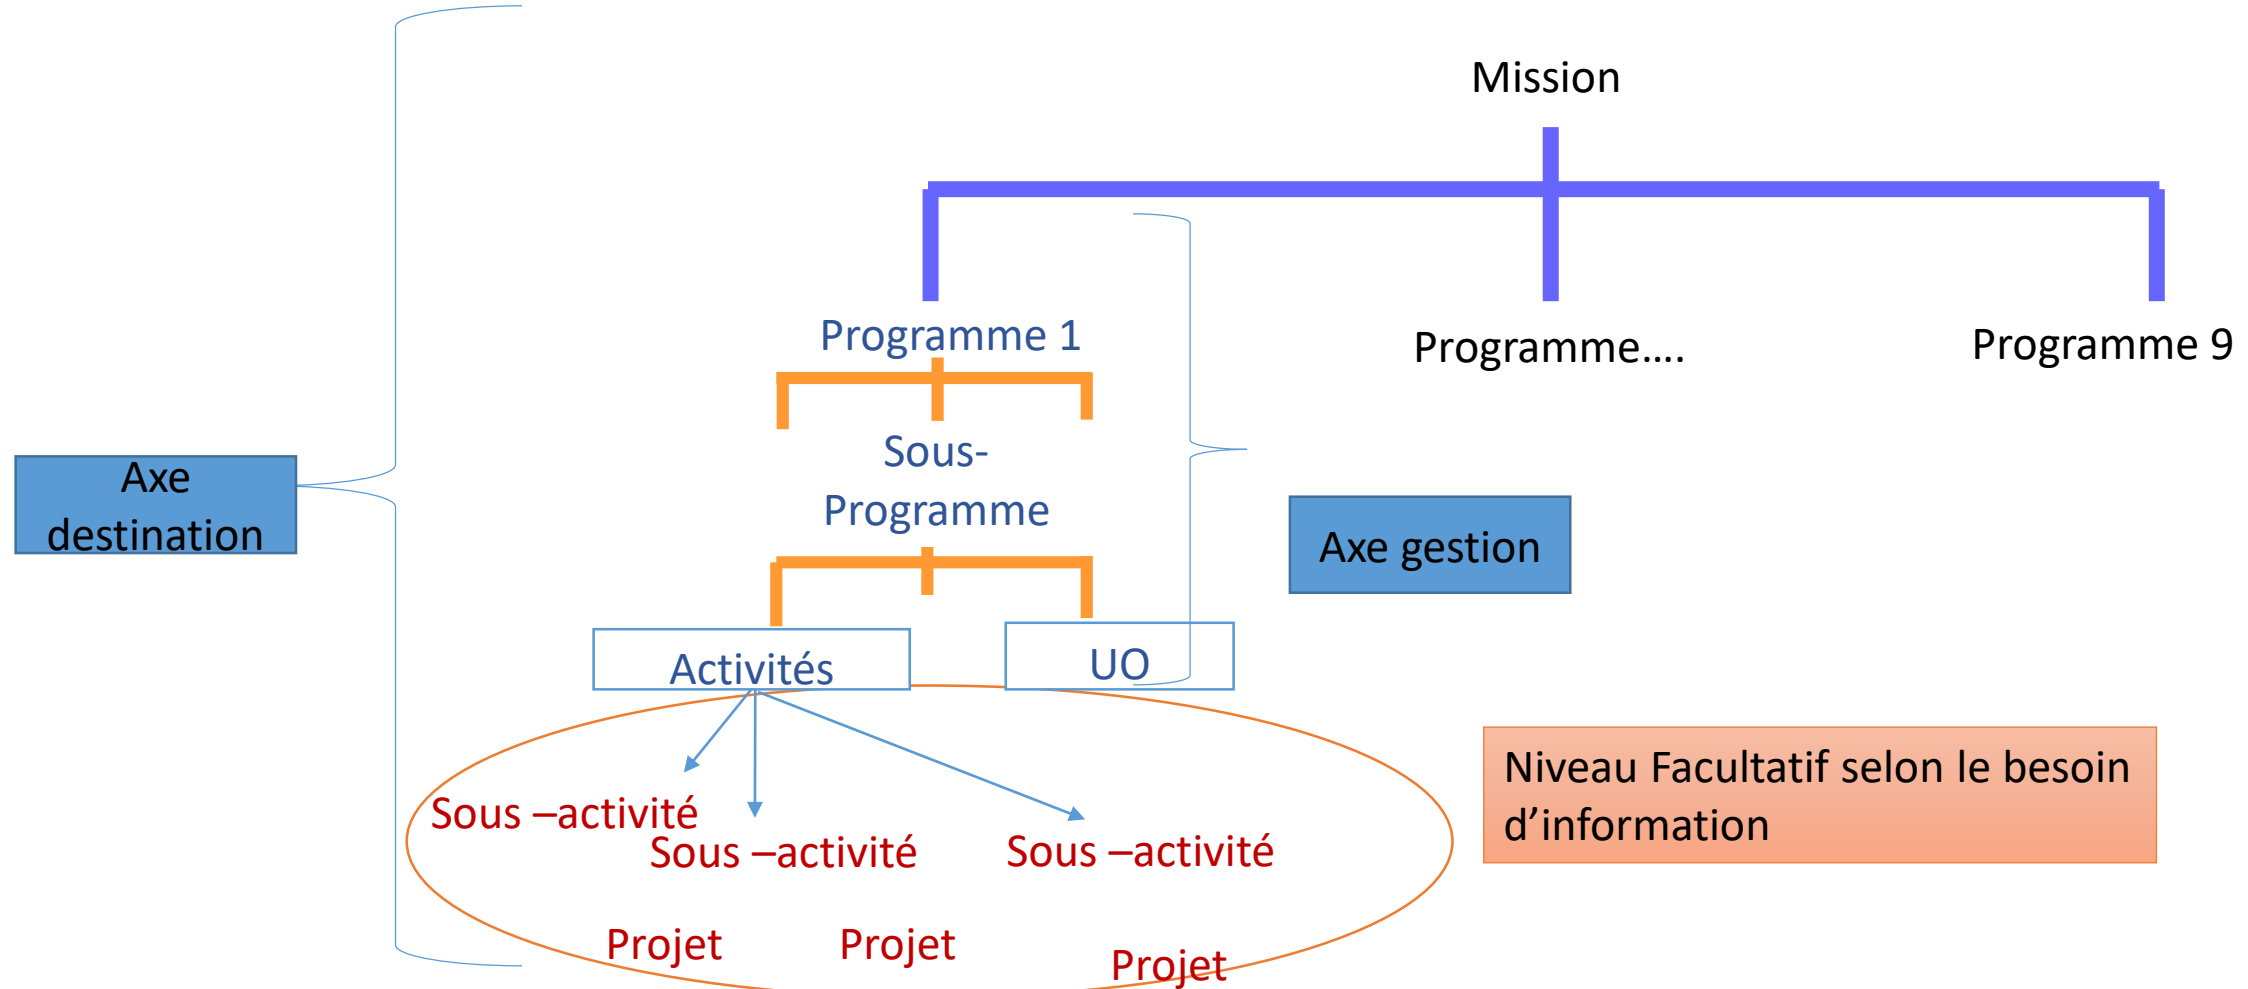 Mission
Programme 1
Programme....
Programme 9
Sous-
Programme
Axe
destination
Axe gestion
Activités
UO
Niveau Facultatif selon le besoin
d’information
Sous –activité
Sous –activité
Sous –activité
Projet
Projet
Projet